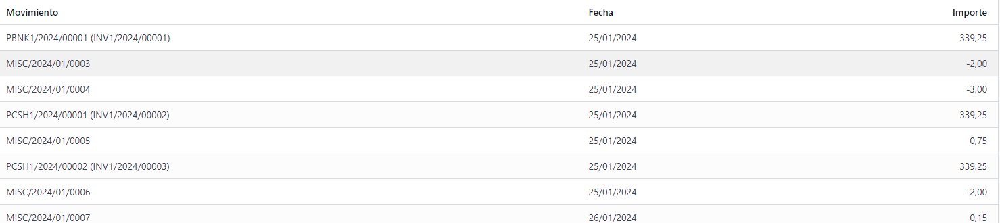 Movimiento Fecha Importe
PBNK1/2024/00001 (INV1/2024/00001) 25/01/2024 339,25
MISC/2024/01/0003 25/01/2024 -2,00
MISC/2024/01/0004 25/01/2024 -3,00
PCSH1/2024/00001 (INV1/2024/00002) 25/01/2024 339,25
MISC/2024/01/0005 25/01/2024 0,75
PCSH1/2024/00002 (INV1/2024/00003) 25/01/2024 339,25
MISC/2024/01/0006 25/01/2024 -2,00
MISC/2024/01/0007 26/01/2024 0,15